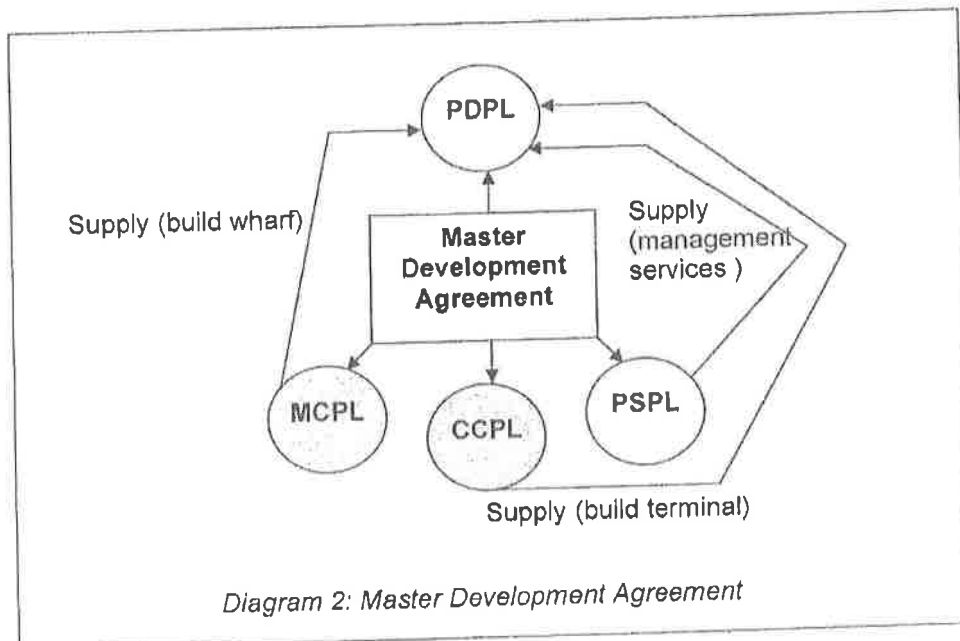 PDPL
Supply (build wharf)
Master
Development
Agreement
Supply
(management
services )
MCPL
CCPL
PSPL
Supply (build terminal)
Diagram 2: Master Development Agreement